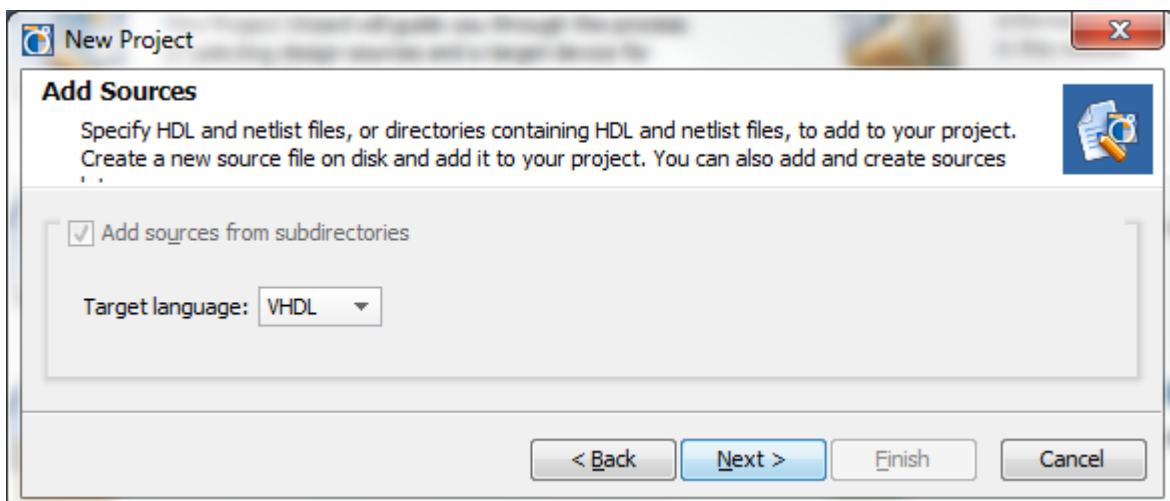 New Project
Add Sources
Specify HDL and netlist files, or directories containing HDL and netlist files, to add to your project.
Create a new source file on disk and add it to your project. You can also add and create sources
Add sources from subdirectories
Target language: VHDL
< Back Next > Finish Cancel